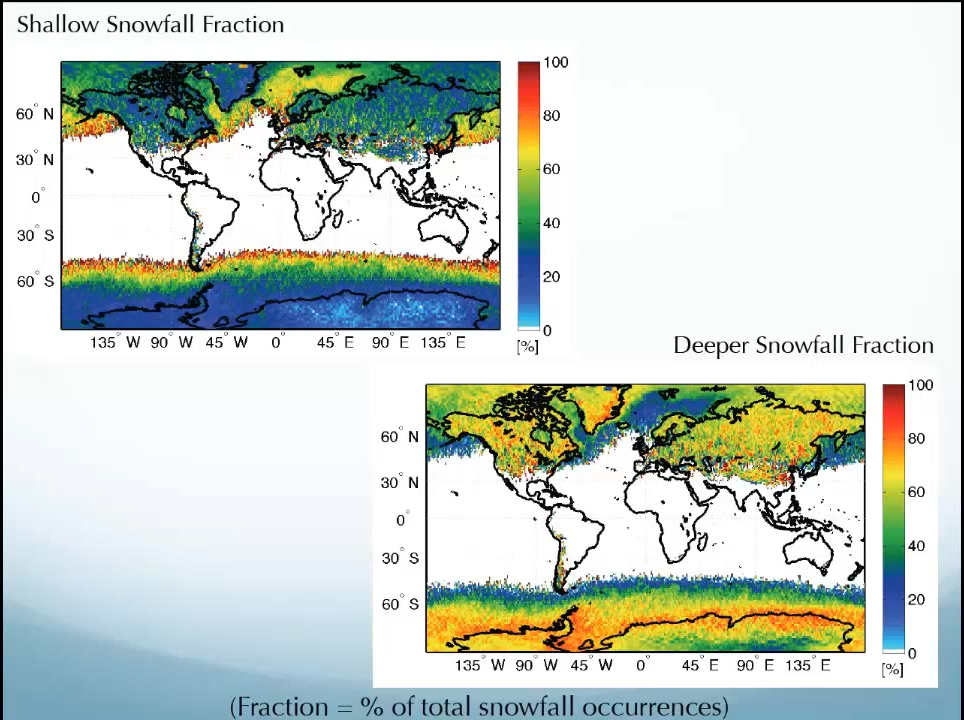 Shallow Snowfall Fraction
100
80
60
40
20
0
[%]
60° N
30° N
0°
30° S
60° S
135° W 90° W 45° W 0° 45° E 90° E 135° E
Deeper Snowfall Fraction
100
80
60
40
20
0
[%]
60° N
30° N
0°
30° S
60° S
135° W 90° W 45° W 0° 45° E 90° E 135° E
(Fraction = % of total snowfall occurrences)